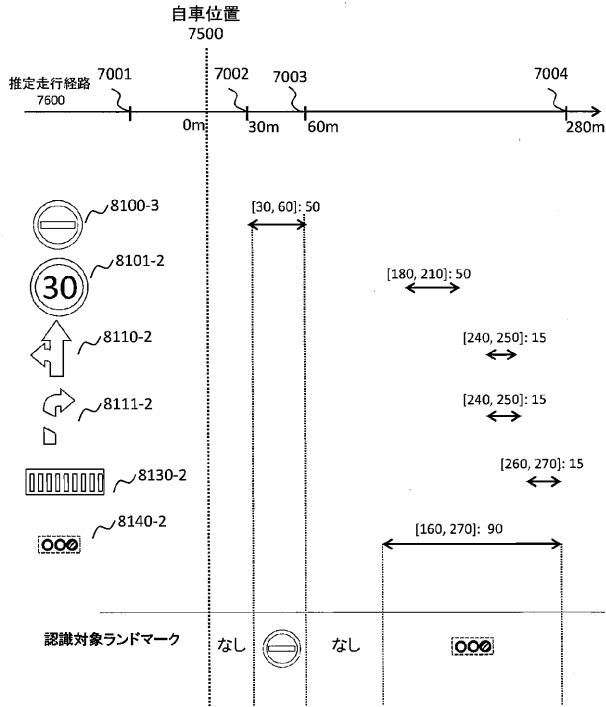 自車位置
7500
推定走行経路
7600
7001
7002
7003
7004
0m
30m
60m
280m
8100-3
[30, 60]: 50
8101-2
30
[180, 210]: 50
8110-2
[240, 250]: 15
8111-2
[240, 250]: 15
8130-2
[260, 270]: 15
8140-2
[160, 270]: 90
認識対象ランドマーク
なし
なし